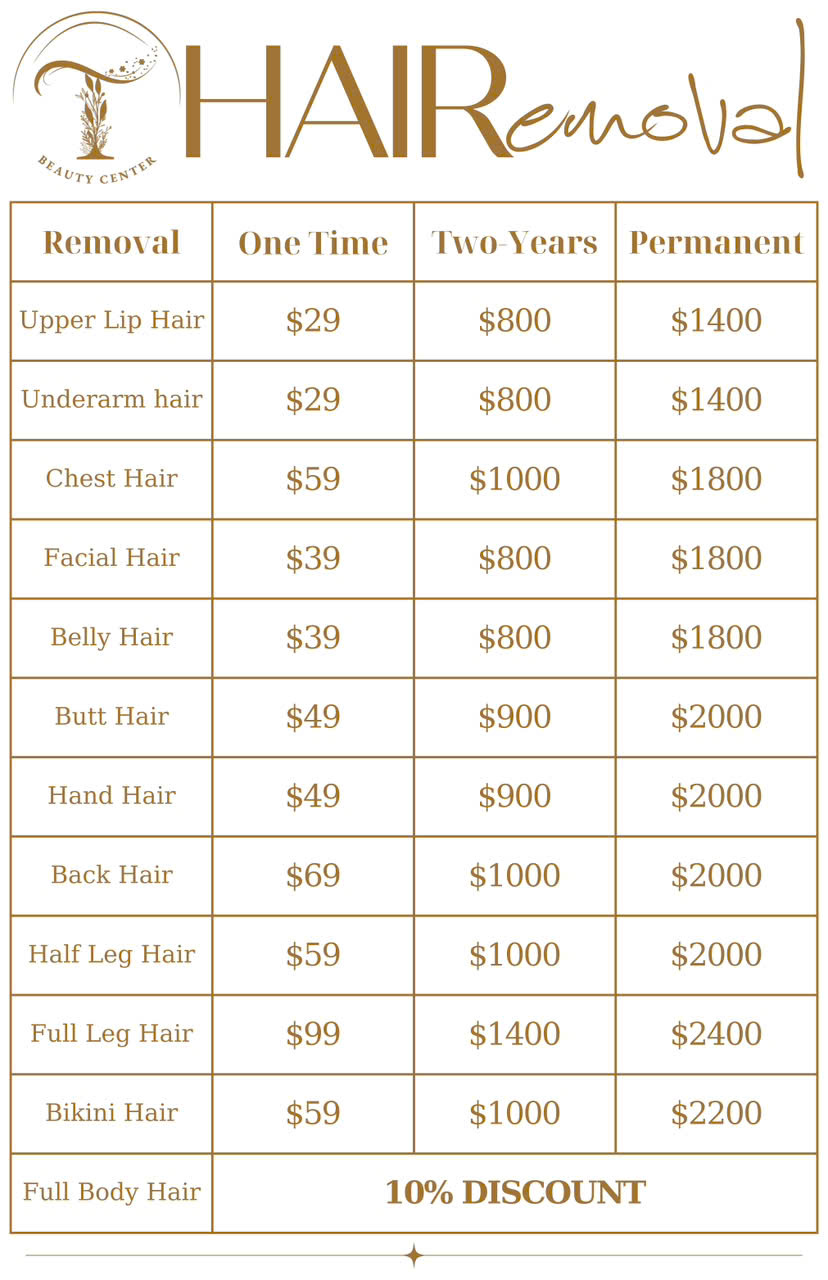 T
BEAUTY CENTER
HAIRemoval
Removal One Time Two-Years Permanent
Upper Lip Hair $29 $800 $1400
Underarm hair $29 $800 $1400
Chest Hair $59 $1000 $1800
Facial Hair $39 $800 $1800
Belly Hair $39 $800 $1800
Butt Hair $49 $900 $2000
Hand Hair $49 $900 $2000
Back Hair $69 $1000 $2000
Half Leg Hair $59 $1000 $2000
Full Leg Hair $99 $1400 $2400
Bikini Hair $59 $1000 $2200
Full Body Hair 10% DISCOUNT